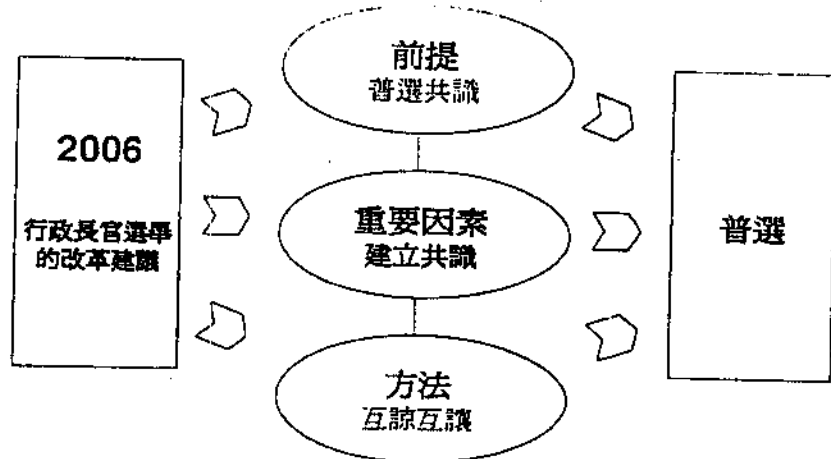 2006
行政長官選舉
的改革建議
前提
普選共識
重要因素
建立共識
方法
互諒互讓
普選